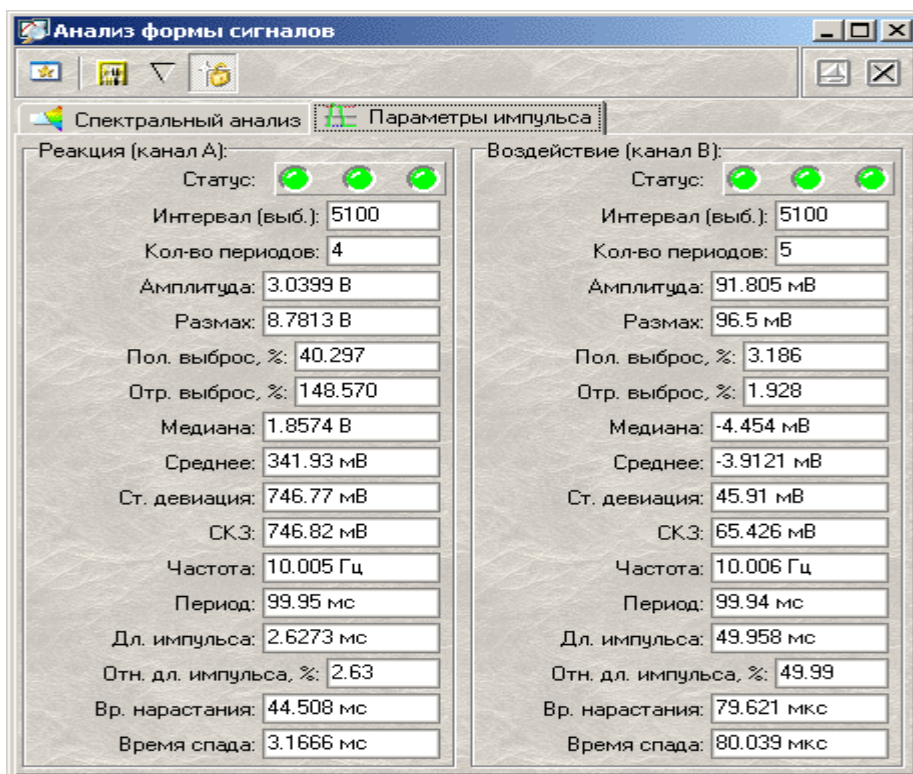 Анализ формы сигналов
Спектральный анализ
Параметры импульса
Реакция (канал A):
Статус:
Интервал (выб.): 5100
Кол-во периодов: 4
Амплитуда: 3.0399 В
Размах: 8.7813 В
Пол. выброс, %: 40.297
Отр. выброс, %: 148.570
Медиана: 1.8574 В
Среднее: 341.93 мВ
Ст. девиация: 746.77 мВ
СКЗ: 746.82 мВ
Частота: 10.005 Гц
Период: 99.95 мс
Дл. импульса: 2.6273 мс
Отн. дл. импульса, %: 2.63
Вр. нарастания: 44.508 мс
Время спада: 3.1666 мс
Воздействие (канал B):
Статус:
Интервал (выб.): 5100
Кол-во периодов: 5
Амплитуда: 91.805 мВ
Размах: 96.5 мВ
Пол. выброс, %: 3.186
Отр. выброс, %: 1.928
Медиана: -4.454 мВ
Среднее: -3.9121 мВ
Ст. девиация: 45.91 мВ
СКЗ: 65.426 мВ
Частота: 10.006 Гц
Период: 99.94 мс
Дл. импульса: 49.958 мс
Отн. дл. импульса, %: 49.99
Вр. нарастания: 79.621 мкс
Время спада: 80.039 мкс